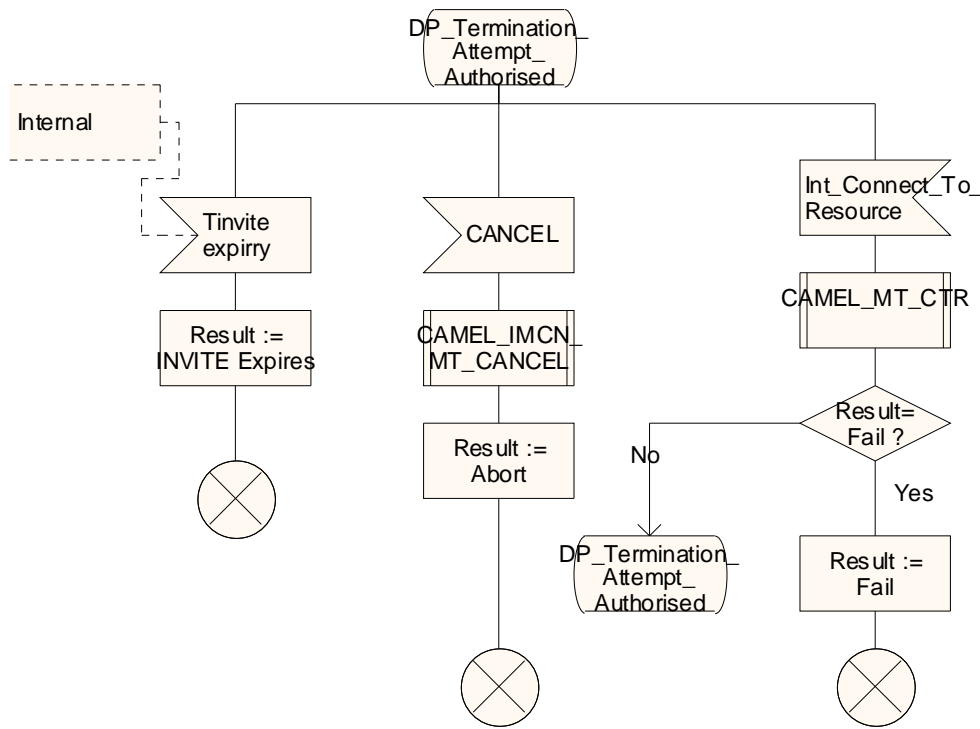 DP_Termination_
Attempt_
Authorised
Internal
Int_Connect_To_
Resource
Tinvite
expirry
CANCEL
CAMEL_MT_CTR
Result :=
INVITE Expires
CAMEL_IMCN_
MT_CANCEL
Result=
Fail ?
Result :=
Abort
No
Yes
DP_Termination_
Attempt_
Authorised
Result :=
Fail